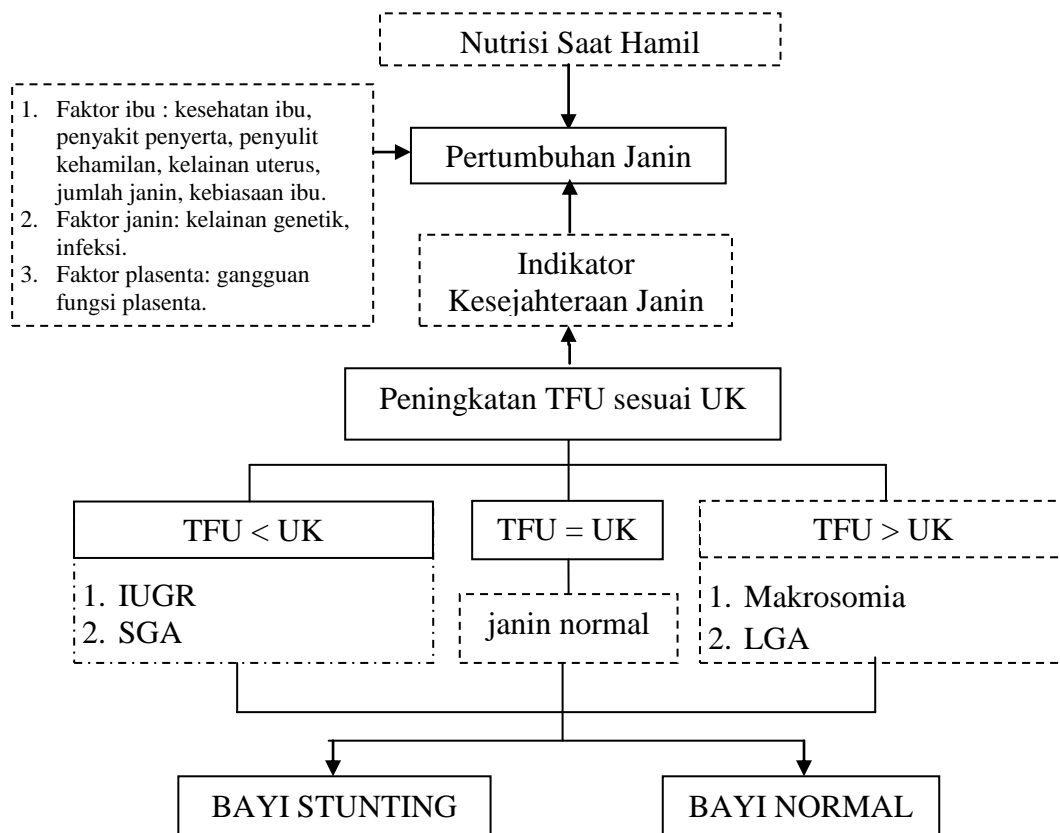 Nutrisi Saat Hamil
1. Faktor ibu : kesehatan ibu,
penyakit penyerta, penyulit
kehamilan, kelainan uterus,
jumlah janin, kebiasaan ibu.
2. Faktor janin: kelainan genetik,
infeksi.
3. Faktor plasenta: gangguan
fungsi plasenta.
Pertumbuhan Janin
Indikator
Kesejahteraan Janin
Peningkatan TFU sesuai UK
TFU < UK
1. IUGR
2. SGA
TFU = UK
janin normal
TFU > UK
1. Makrosomia
2. LGA
BAYI STUNTING
BAYI NORMAL